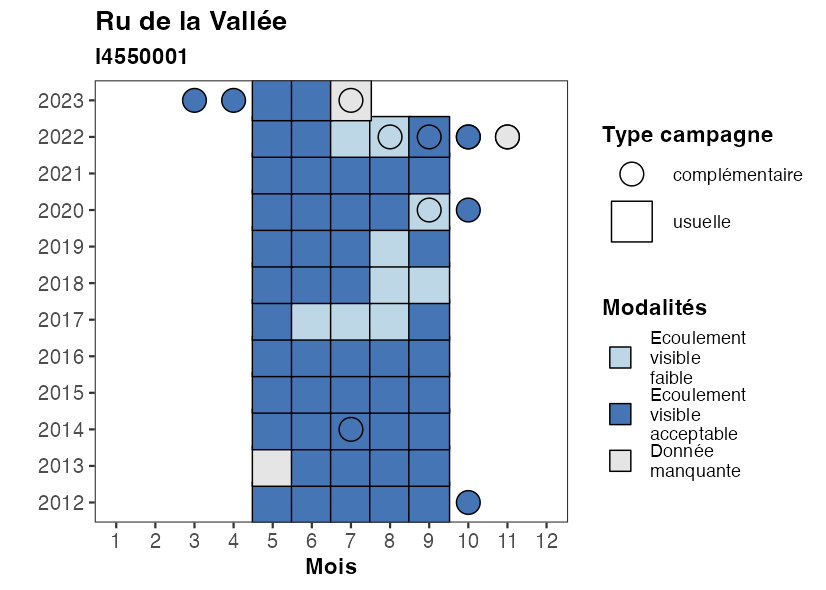 Ru de la Vallée
I4550001
2023
2022
2021
2020
2019
2018
2017
2016
2015
2014
2013
2012
1 2 3 4 5 6 7 8 9 10 11 12
Mois
Type campagne
complémentaire
usuelle
Modalités
Ecoulement
visible
faible
Ecoulement
visible
acceptable
Donnée
manquante